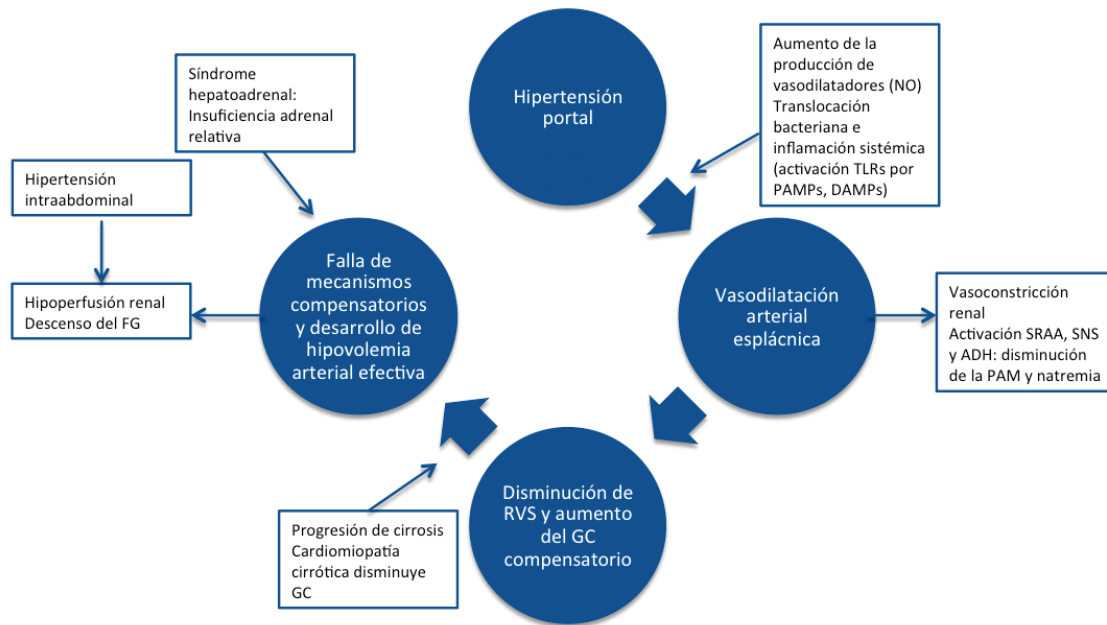 Hipertensión
portal
Aumento de la
producción de
vasodilatadores (NO)
Translocación
bacteriana e
inflamación sistémica
(activación TLRs por
PAMPs, DAMPs)
Vasodilatación
arterial
esplácnica
Vasoconstricción
renal
Activación SRAA, SNS
y ADH: disminución
de la PAM y natremia
Disminución de
RVS y aumento
del GC
compensatorio
Progresión de cirrosis
Cardiomiopatía
cirrótica disminuye
GC
Falla de
mecanismos
compensatorios
y desarrollo de
hipovolemia
arterial efectiva
Síndrome
hepatoadrenal:
Insuficiencia adrenal
relativa
Hipertensión
intraabdominal
Hipoperfusión renal
Descenso del FG